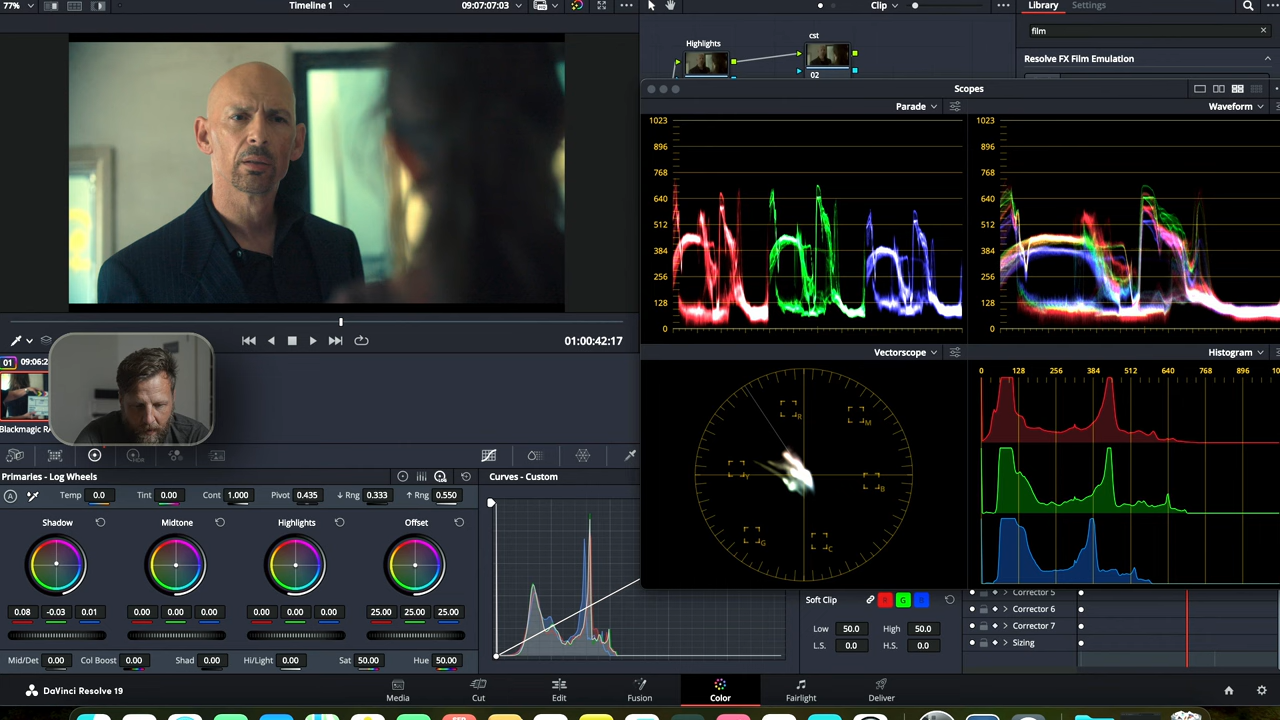 77%
Timeline 1
09:07:07:03
Clip
Library
Settings
film
Resolve FX Film Emulation
Highlights
cst
02
Scopes
Parade
Waveform
1023
896
768
640
512
384
256
128
0
1023
896
768
640
512
384
256
128
0
01:00:42:17
01
09:06:2
Blackmagic RA
Vectorscope
Histogram
R
M
Y
B
G
C
0
128
256
384
512
640
768
896
Primaries - Log Wheels
Curves - Custom
Temp 0.0
Tint 0.00
Cont 1.000
Pivot 0.435
↓ Rng 0.333
↑ Rng 0.550
Shadow
Midtone
Highlights
Offset
0.08 -0.03 0.01
0.00 0.00 0.00
0.00 0.00 0.00
25.00 25.00 25.00
Mid/Det 0.00
Col Boost 0.00
Shad 0.00
Hi/Light 0.00
Sat 50.00
Hue 50.00
Soft Clip
R
G
Low 50.0
High 50.0
L.S. 0.0
H.S. 0.0
Corrector 5
Corrector 6
Corrector 7
Sizing
DaVinci Resolve 19
Media
Cut
Edit
Fusion
Color
Fairlight
Deliver